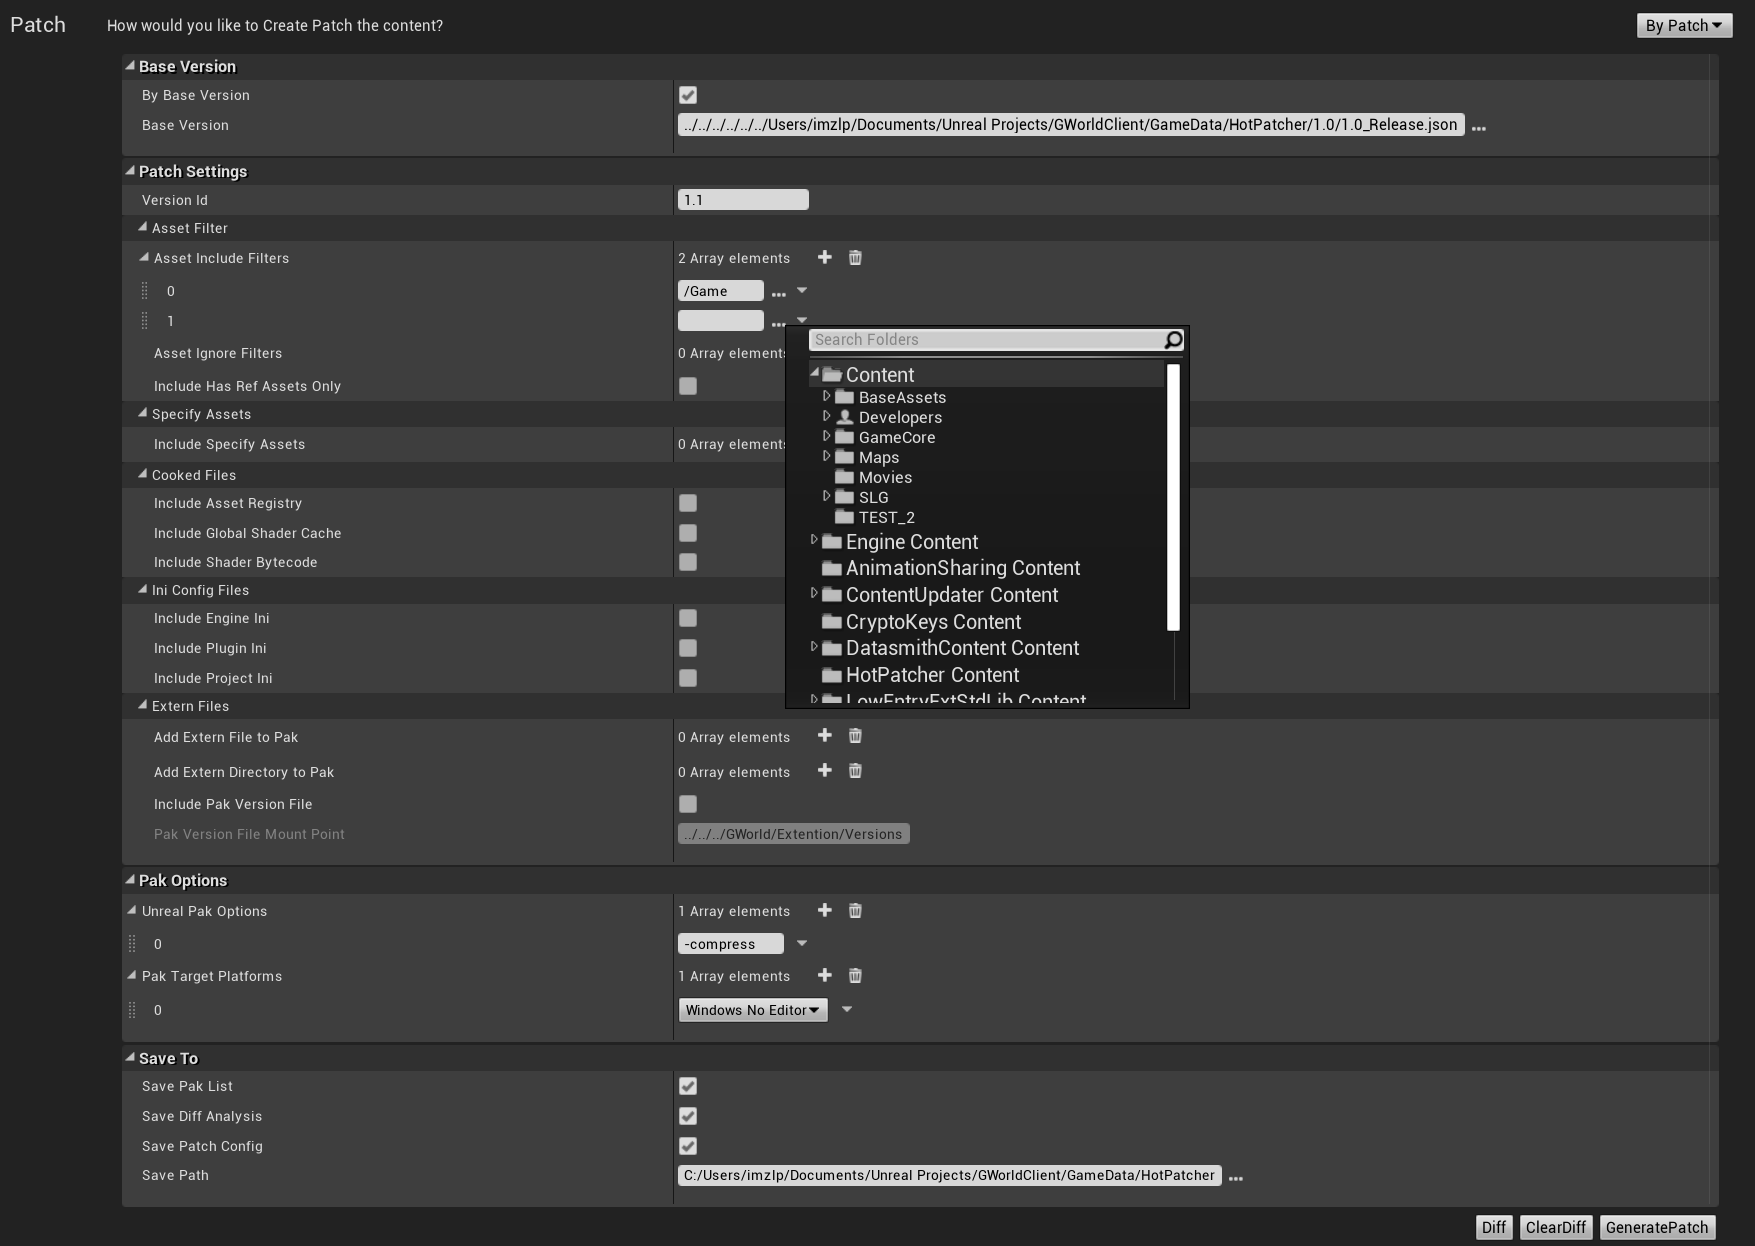 Patch
How would you like to Create Patch the content?
By Patch
Base Version
By Base Version
Base Version
../../../../../../Users/imzlp/Documents/Unreal Projects/GWorldClient/GameData/HotPatcher/1.0/1.0_Release.json
...
Patch Settings
Version Id
1.1
Asset Filter
Asset Include Filters
2 Array elements
0
/Game
...
1
...
Asset Ignore Filters
0 Array elements
Include Has Ref Assets Only
Specify Assets
Include Specify Assets
0 Array elements
Cooked Files
Include Asset Registry
Include Global Shader Cache
Include Shader Bytecode
Ini Config Files
Include Engine Ini
Include Plugin Ini
Include Project Ini
Search Folders
Content
BaseAssets
Developers
GameCore
Maps
Movies
SLG
TEST_2
Engine Content
AnimationSharing Content
ContentUpdater Content
CryptoKeys Content
DatasmithContent Content
HotPatcher Content
LowEntryExtStdLib Content
Extern Files
Add Extern File to Pak
0 Array elements
Add Extern Directory to Pak
0 Array elements
Include Pak Version File
Pak Version File Mount Point
../../../GWorld/Extention/Versions
Pak Options
Unreal Pak Options
1 Array elements
0
-compress
Pak Target Platforms
1 Array elements
0
Windows No Editor
Save To
Save Pak List
Save Diff Analysis
Save Patch Config
Save Path
C:/Users/imzlp/Documents/Unreal Projects/GWorldClient/GameData/HotPatcher
...
Diff
ClearDiff
GeneratePatch